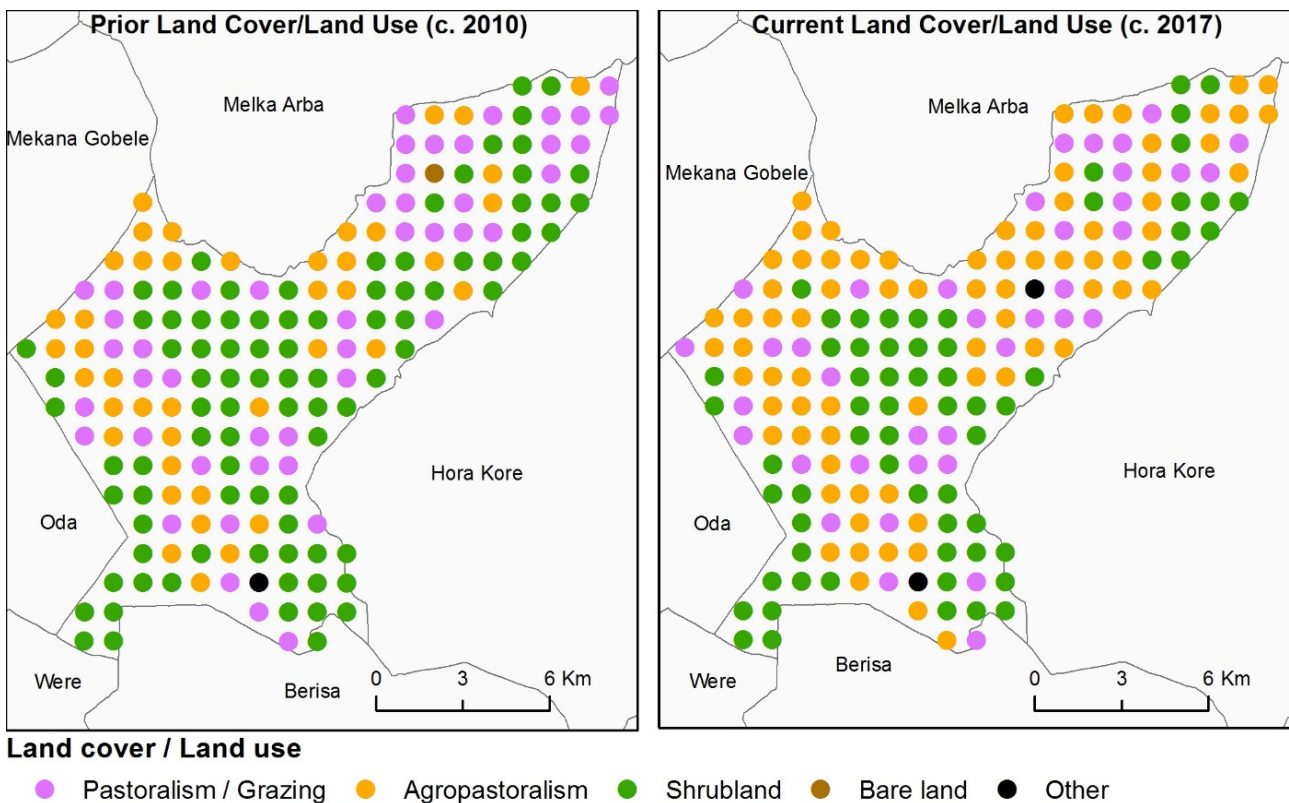 Prior Land Cover/Land Use (c. 2010)
Melka Arba
Mekana Gobele
Hora Kore
Oda
Were
Berisa
0 3 6 Km
Current Land Cover/Land Use (c. 2017)
Melka Arba
Mekana Gobele
Hora Kore
Oda
Were
Berisa
0 3 6 Km
Land cover / Land use
Pastoralism / Grazing Agropastoralism Shrubland Bare land Other